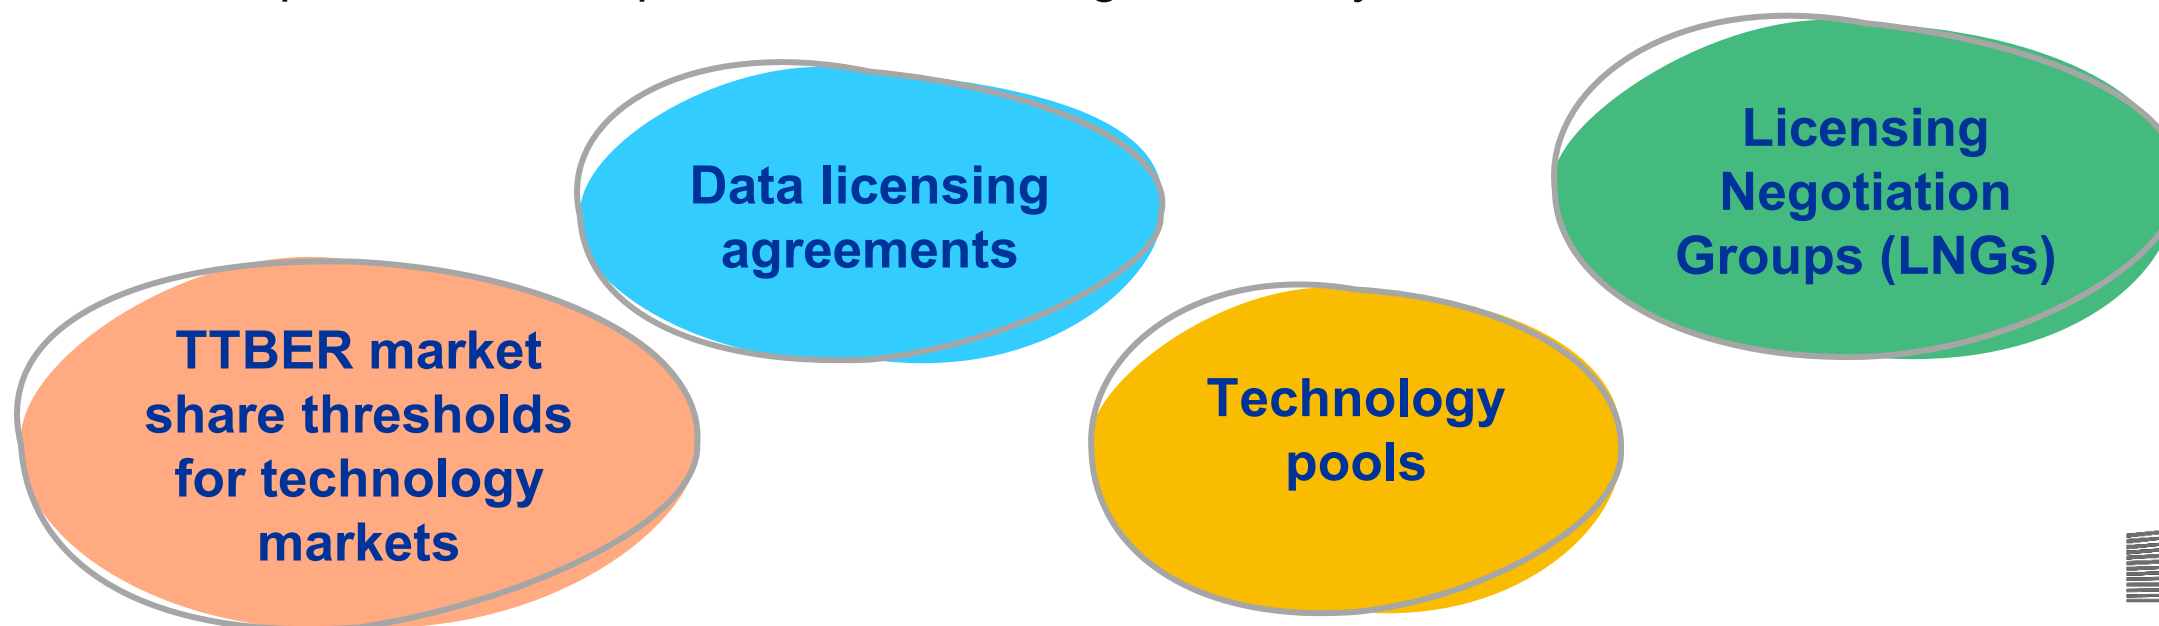 TTBER market
share thresholds
for technology
markets
Data licensing
agreements
Technology
pools
Licensing
Negotiation
Groups (LNGs)